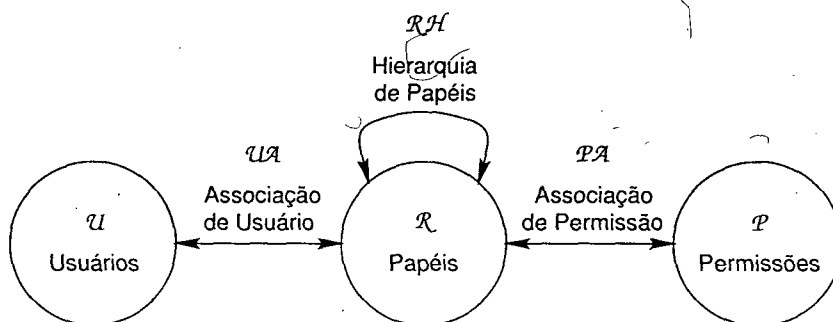 RH
Hierarquia
de Papéis
UA
Associação
de Usuário
PA
Associação
de Permissão
U
Usuários
R
Papéis
P
Permissões